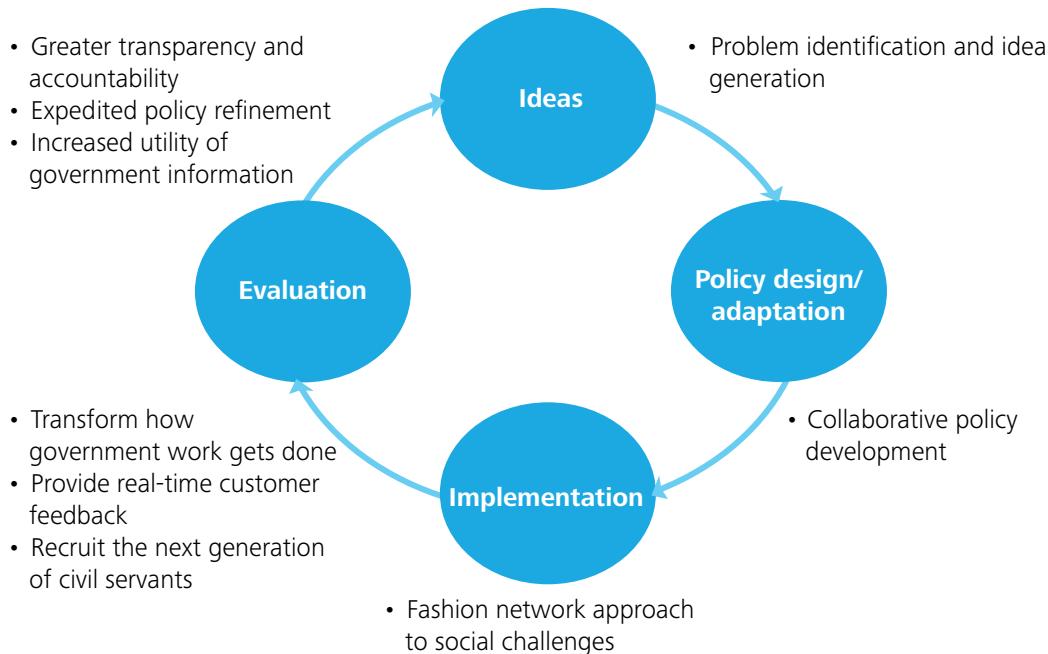 • Greater transparency and
accountability
• Expedited policy refinement
• Increased utility of
government information
Ideas
• Problem identification and idea
generation
Evaluation
Policy design/
adaptation
• Transform how
government work gets done
• Provide real-time customer
feedback
• Recruit the next generation
of civil servants
Implementation
• Collaborative policy
development
• Fashion network approach
to social challenges